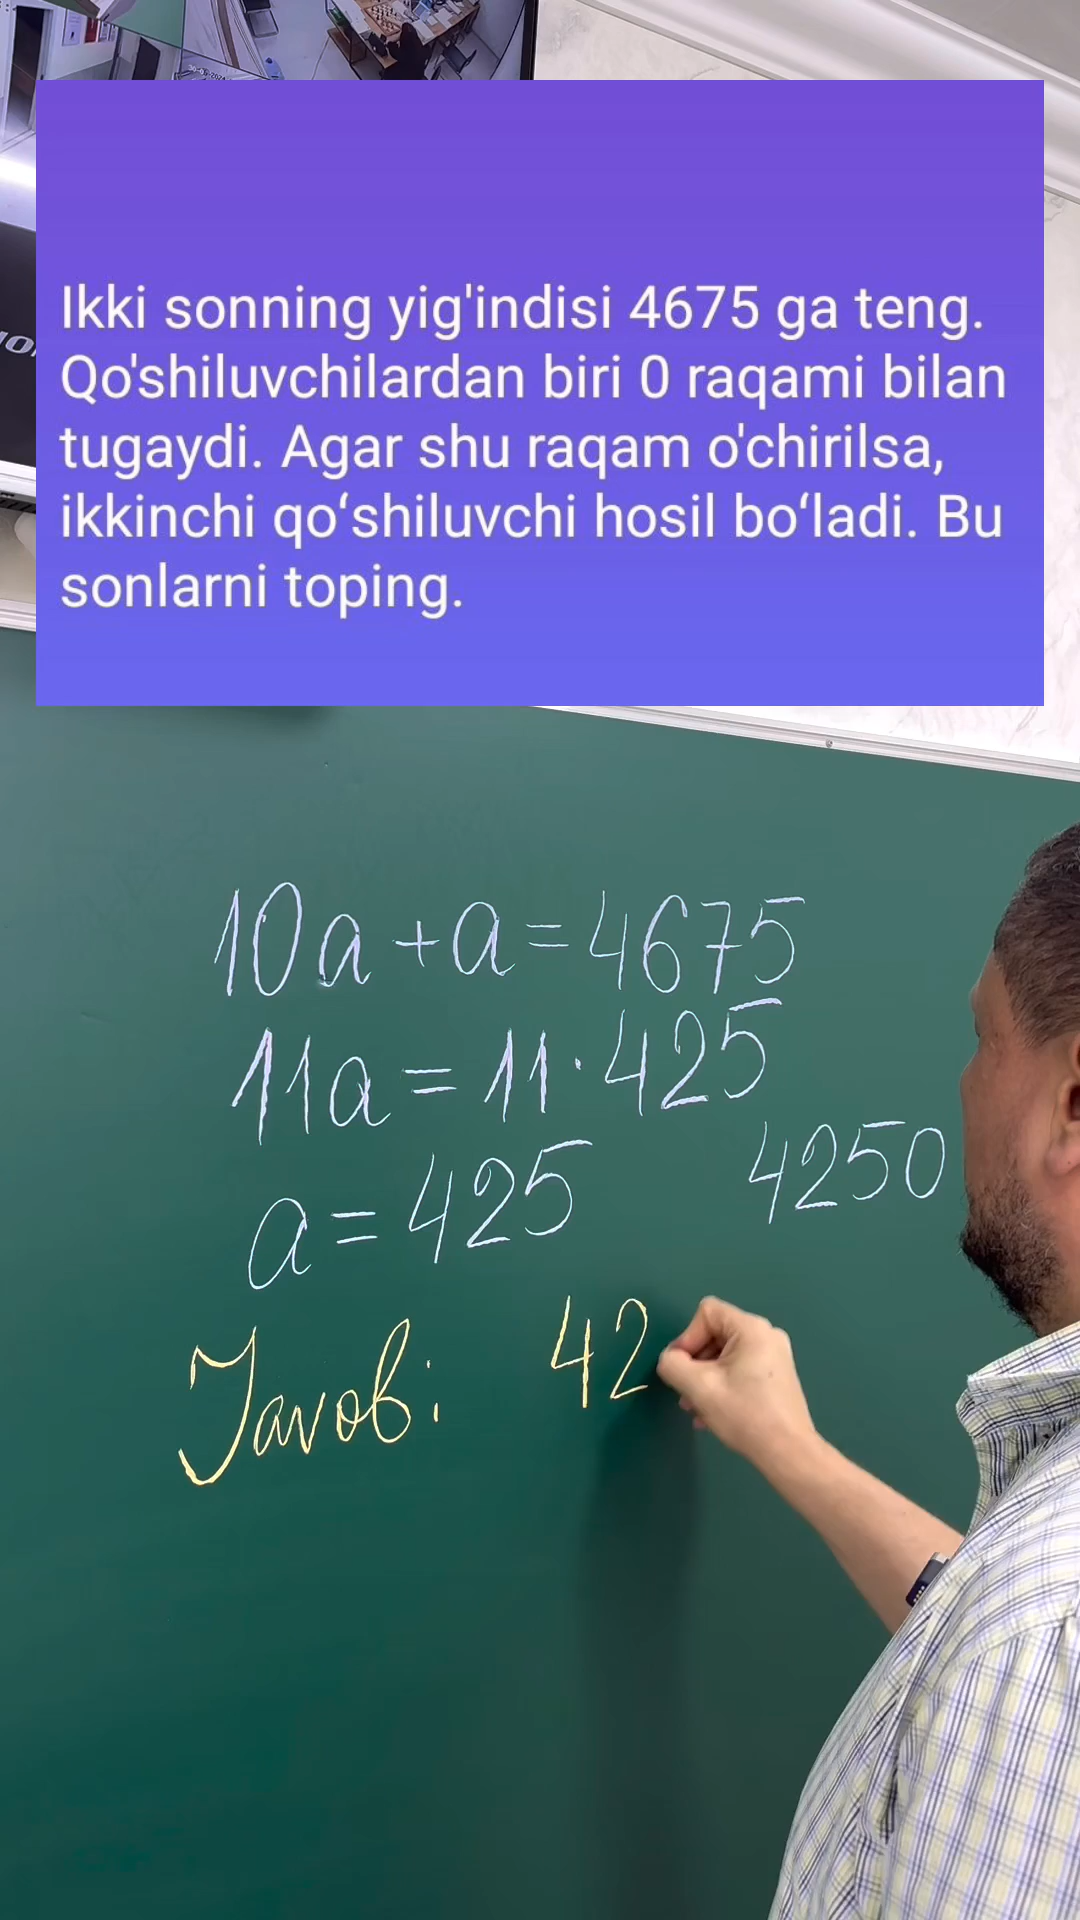 Ikki sonning yig'indisi 4675 ga teng.
Qo'shiluvchilardan biri 0 raqami bilan
tugaydi. Agar shu raqam o'chirilsa,
ikkinchi qo‘shiluvchi hosil bo‘ladi. Bu
sonlarni toping.
10a + a = 4675
11a = 11 · 425
a = 425
4250
Javob: 42